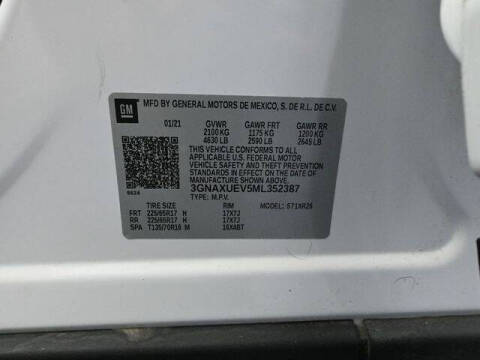 GM
MFD BY GENERAL MOTORS DE MEXICO, S. DE R.L. DE C.V.
01/21 GVWR GAWR FRT GAWR RR
2100 KG 1175 KG 1200 KG
4630 LB 2590 LB 2645 LB
THIS VEHICLE CONFORMS TO ALL APPLICABLE U.S. FEDERAL MOTOR
VEHICLE SAFETY AND THEFT PREVENTION
STANDARDS IN EFFECT ON THE DATE OF
MANUFACTURE SHOWN ABOVE.
3GNAXUEV5ML352387
TYPE: M.P.V. MODEL:
TIRE SIZE RIM
FRT 225/65R17 H 17X7J
RR 225/65R17 H 17X7J
SPA T135/70R16 M 16X4BT